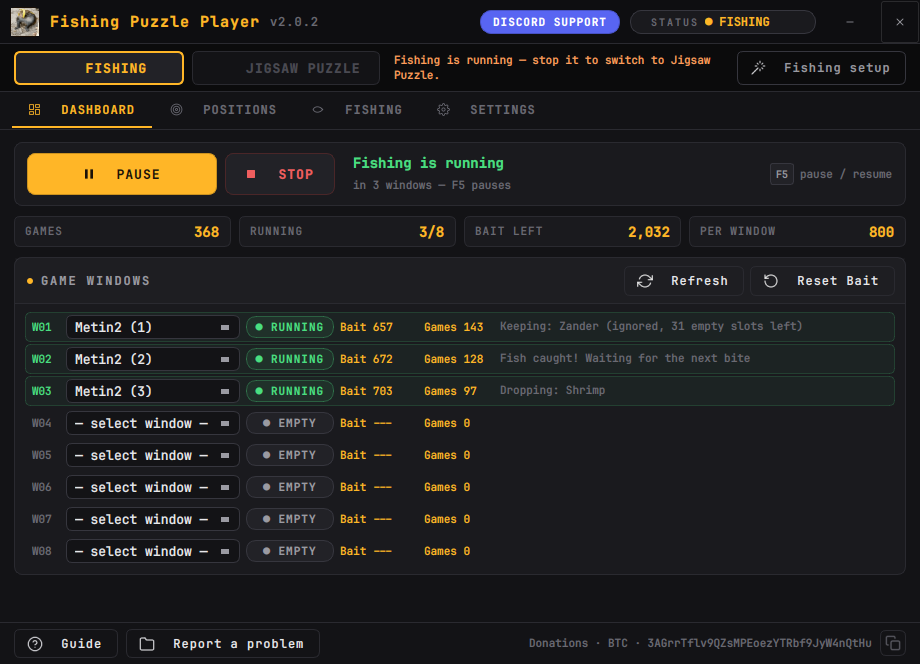 Fishing Puzzle Player v2.0.2
DISCORD SUPPORT
STATUS FISHING
FISHING
JIGSAW PUZZLE
Fishing is running — stop it to switch to Jigsaw
Puzzle.
Fishing setup
DASHBOARD
POSITIONS
FISHING
SETTINGS
PAUSE
STOP
Fishing is running
in 3 windows — F5 pauses
F5 pause / resume
GAMES 368
RUNNING 3/8
BAIT LEFT 2,032
PER WINDOW 800
GAME WINDOWS
Refresh
Reset Bait
W01 Metin2 (1) RUNNING Bait 657 Games 143 Keeping: Zander (ignored, 31 empty slots left)
W02 Metin2 (2) RUNNING Bait 672 Games 128 Fish caught! Waiting for the next bite
W03 Metin2 (3) RUNNING Bait 703 Games 97 Dropping: Shrimp
W04 — select window — EMPTY Bait —— Games 0
W05 — select window — EMPTY Bait —— Games 0
W06 — select window — EMPTY Bait —— Games 0
W07 — select window — EMPTY Bait —— Games 0
W08 — select window — EMPTY Bait —— Games 0
Guide
Report a problem
Donations · BTC · 3AGrrTflv9QZsMPEoezYTRbf9JyW4nQtHu